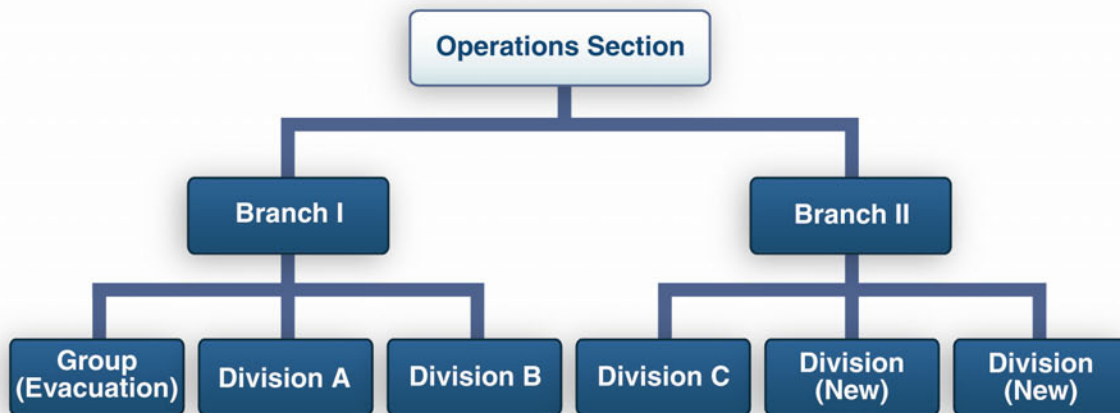 Operations Section
Branch I
Branch II
Group
(Evacuation)
Division A
Division B
Division C
Division
(New)
Division
(New)